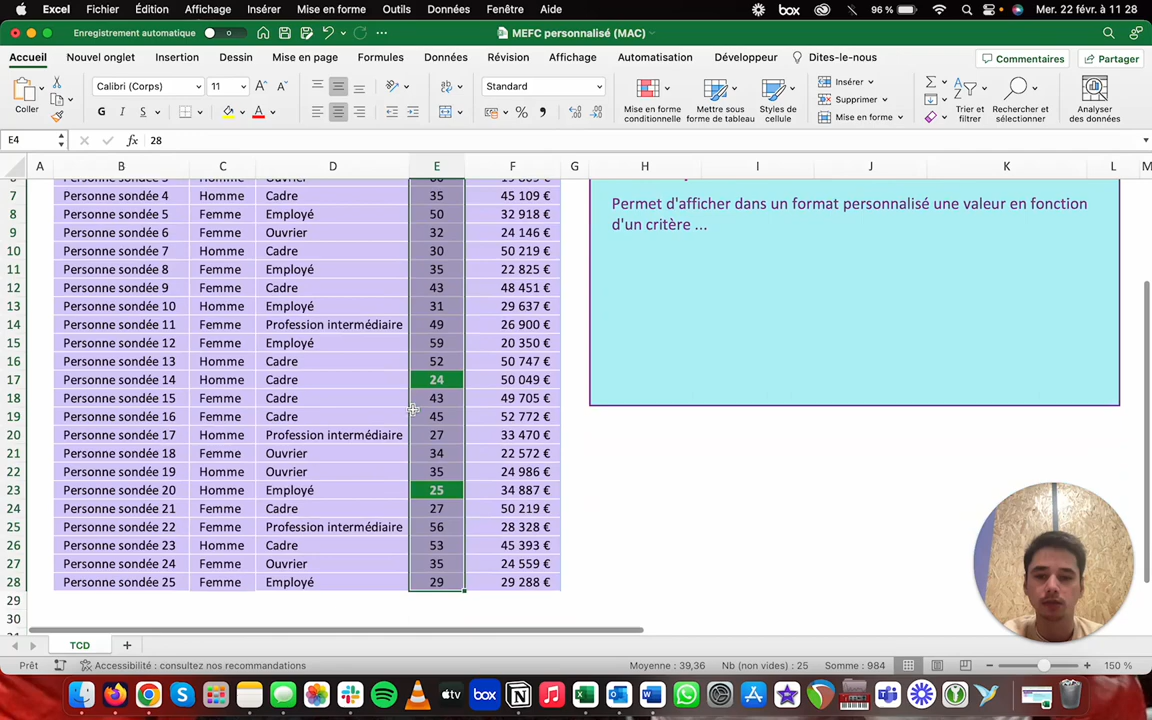 Excel Fichier Édition Affichage Insérer Mise en forme Outils Données Fenêtre Aide box 96 % Mer. 22 févr à 11 28
Enregistrement automatique MEFC personnalisé (MAC)
Accueil Nouvel onglet Insertion Dessin Mise en page Formules Données Révision Affichage Automatisation Développeur Dites-le-nous Commentaires Partager
Coller Calibri (Corps) 11 Standard Mise en forme conditionnelle Mettre sous forme de tableau Styles de cellule Insérer Supprimer Mise en forme Trier et filtrer Rechercher et sélectionner Analyser des données
E4 fx 28
A B C D E F G H I J K L M
7 Personne sondée 4 Homme Cadre 35 45 109 €
8 Personne sondée 5 Femme Employé 50 32 918 €
9 Personne sondée 6 Femme Ouvrier 32 24 146 €
10 Personne sondée 7 Homme Cadre 30 50 219 €
11 Personne sondée 8 Femme Employé 35 22 825 €
12 Personne sondée 9 Femme Cadre 43 48 451 €
13 Personne sondée 10 Homme Employé 31 29 637 €
14 Personne sondée 11 Femme Profession intermédiaire 49 26 900 €
15 Personne sondée 12 Femme Employé 59 20 350 €
16 Personne sondée 13 Homme Cadre 52 50 747 €
17 Personne sondée 14 Homme Cadre 24 50 049 €
18 Personne sondée 15 Femme Cadre 43 49 705 €
19 Personne sondée 16 Femme Cadre 45 52 772 €
20 Personne sondée 17 Homme Profession intermédiaire 27 33 470 €
21 Personne sondée 18 Femme Ouvrier 34 22 572 €
22 Personne sondée 19 Homme Ouvrier 35 24 986 €
23 Personne sondée 20 Homme Employé 25 34 887 €
24 Personne sondée 21 Femme Cadre 27 50 219 €
25 Personne sondée 22 Femme Profession intermédiaire 56 28 328 €
26 Personne sondée 23 Homme Cadre 53 45 393 €
27 Personne sondée 24 Femme Ouvrier 35 24 559 €
28 Personne sondée 25 Femme Employé 29 29 288 €
29
30
Permet d'afficher dans un format personnalisé une valeur en fonction
d'un critère ...
TCD
Prêt Accessibilité : consultez nos recommandations Moyenne : 39,36 Nb (non vides) : 25 Somme : 984 150 %
tv box